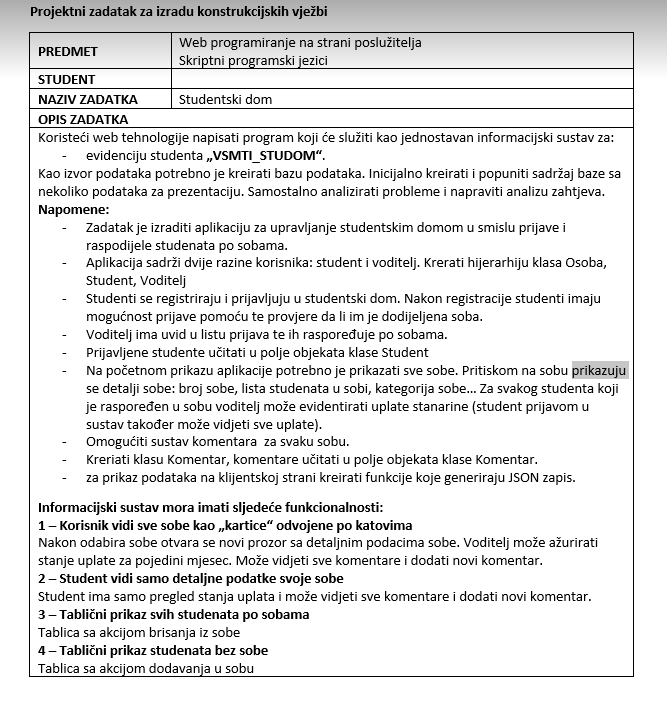 Projektni zadatak za izradu konstrukcijskih vježbi
PREDMET
Web programiranje na strani poslužitelja
Skriptni programski jezici
STUDENT
NAZIV ZADATKA
Studentski dom
OPIS ZADATKA
Koristeći web tehnologije napisati program koji će služiti kao jednostavan informacijski sustav za:
- evidenciju studenta „VSMTI_STUDOM“.
Kao izvor podataka potrebno je kreirati bazu podataka. Inicijalno kreirati i popuniti sadržaj baze sa
nekoliko podataka za prezentaciju. Samostalno analizirati probleme i napraviti analizu zahtjeva.
Napomene:
- Zadatak je izraditi aplikaciju za upravljanje studentskim domom u smislu prijave i
raspodijele studenata po sobama.
- Aplikacija sadrži dvije razine korisnika: student i voditelj. Krerati hijerarhiju klasa Osoba,
Student, Voditelj
- Studenti se registriraju i prijavljuju u studentski dom. Nakon registracije studenti imaju
mogućnost prijave pomoću te provjere da li im je dodijeljena soba.
- Voditelj ima uvid u listu prijava te ih raspoređuje po sobama.
- Prijavljene studente učitati u polje objekata klase Student
- Na početnom prikazu aplikacije potrebno je prikazati sve sobe. Pritiskom na sobu prikazuju
se detalji sobe: broj sobe, lista studenata u sobi, kategorija sobe... Za svakog studenta koji
je raspoređen u sobu voditelj može evidentirati uplate stanarine (student prijavom u
sustav također može vidjeti sve uplate).
- Omogućiti sustav komentara za svaku sobu.
- Kreriati klasu Komentar, komentare učitati u polje objekata klase Komentar.
- za prikaz podataka na klijentskoj strani kreirati funkcije koje generiraju JSON zapis.
Informacijski sustav mora imati sljedeće funkcionalnosti:
1 – Korisnik vidi sve sobe kao „kartice“ odvojene po katovima
Nakon odabira sobe otvara se novi prozor sa detaljnim podacima sobe. Voditelj može ažurirati
stanje uplate za pojedini mjesec. Može vidjeti sve komentare i dodati novi komentar.
2 – Student vidi samo detaljne podatke svoje sobe
Student ima samo pregled stanja uplata i može vidjeti sve komentare i dodati novi komentar.
3 – Tablični prikaz svih studenata po sobama
Tablica sa akcijom brisanja iz sobe
4 – Tablični prikaz studenata bez sobe
Tablica sa akcijom dodavanja u sobu